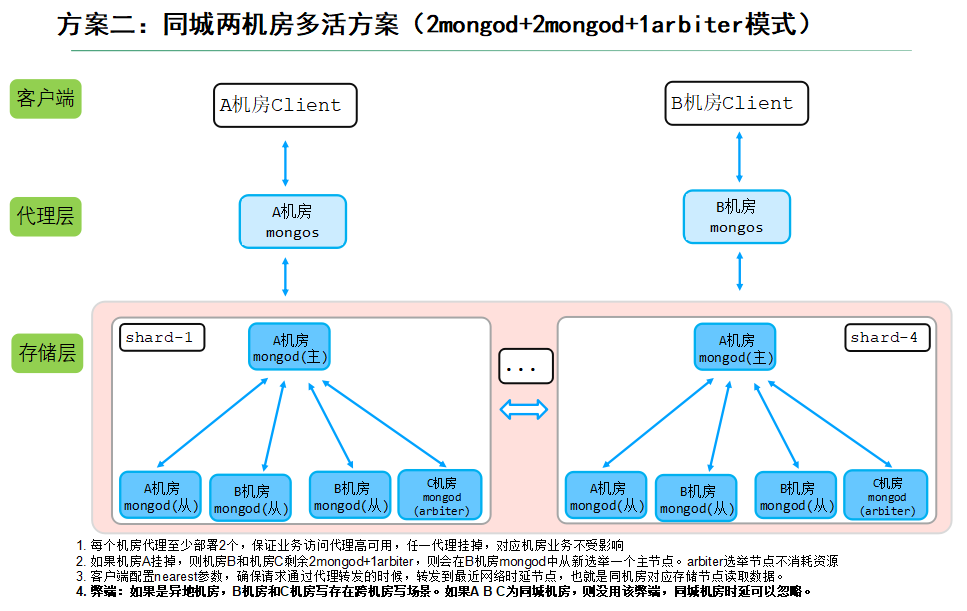 方案二：同城两机房多活方案（2mongod+2mongod+1arbiter模式）
客户端
A机房Client
B机房Client
代理层
A机房
mongos
B机房
mongos
存储层
shard-1
A机房
mongod(主)
A机房
mongod(从)
B机房
mongod(从)
B机房
mongod(从)
C机房
mongod
(arbiter)
...
A机房
mongod(主)
shard-4
A机房
mongod(从)
B机房
mongod(从)
B机房
mongod(从)
C机房
mongod
(arbiter)
1. 每个机房代理至少部署2个，保证业务访问代理高可用，任一代理挂掉，对应机房业务不受影响
2. 如果机房A挂掉，则机房B和机房C剩余2mongod+1arbiter，则会在B机房mongod中从新选举一个主节点。arbiter选举节点不消耗资源
3. 客户端配置nearest参数，确保请求通过代理转发的时候，转发到最近网络时延节点，也就是同机房对应存储节点读取数据。
4. 弊端：如果是异地机房，B机房和C机房写存在跨机房写场景。如果A B C为同城机房，则没用该弊端，同城机房时延可以忽略。